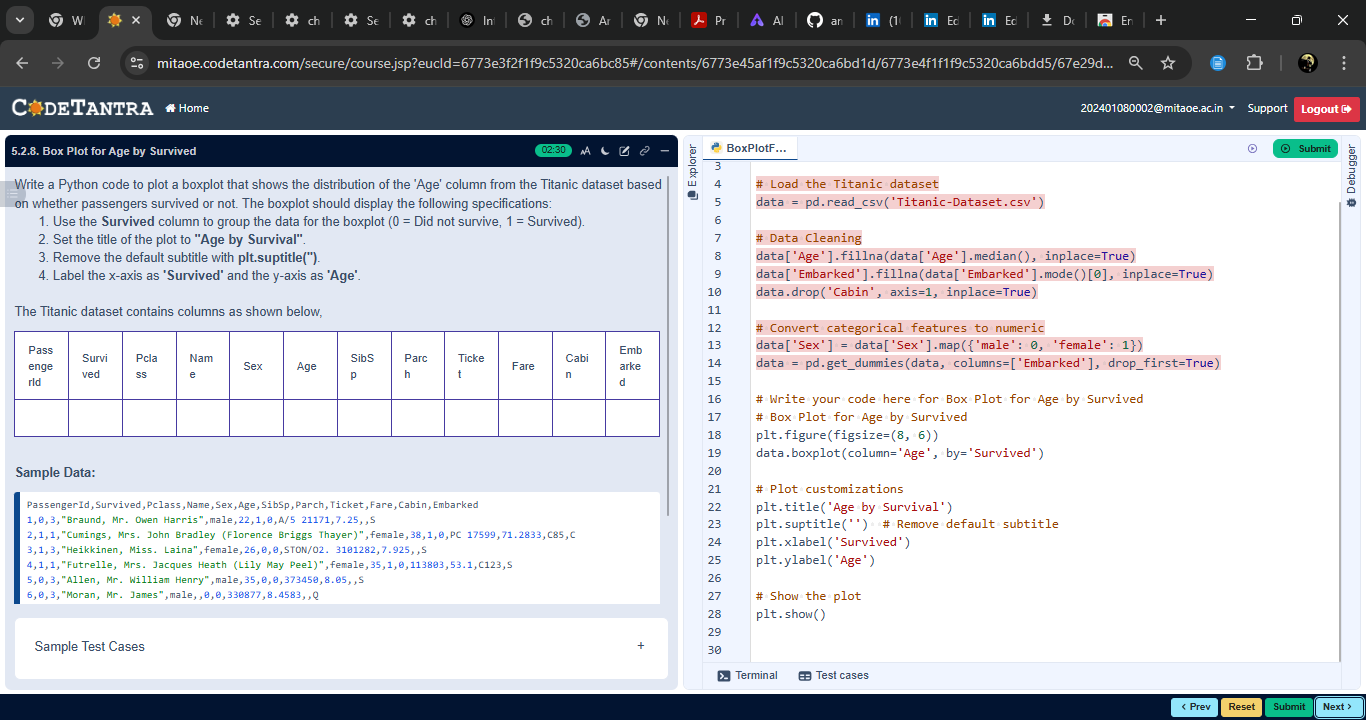 W
Ne
Se
ch
Se
ch
In
ch
Ar
Ne
Pr
AI
an
(1
Ed
Ed
Do
En
mitaoe.codetantra.com/secure/course.jsp?eucId=6773e3f2f1f9c5320ca6bc85#/contents/6773e45af1f9c5320ca6bd1d/6773e4f1f1f9c5320ca6bdd5/67e29d...
CODETANTRA
Home
202401080002@mitaoe.ac.in
Support
Logout
5.2.8. Box Plot for Age by Survived
02:30
Write a Python code to plot a boxplot that shows the distribution of the 'Age' column from the Titanic dataset based
on whether passengers survived or not. The boxplot should display the following specifications:
1. Use the Survived column to group the data for the boxplot (0 = Did not survive, 1 = Survived).
2. Set the title of the plot to "Age by Survival".
3. Remove the default subtitle with plt.suptitle('').
4. Label the x-axis as 'Survived' and the y-axis as 'Age'.
The Titanic dataset contains columns as shown below,
Pass
enge
rId
Survi
ved
Pcla
ss
Nam
e
Sex
Age
SibS
p
Parc
h
Ticke
t
Fare
Cabi
n
Emb
arke
d
Sample Data:
PassengerId,Survived,Pclass,Name,Sex,Age,SibSp,Parch,Ticket,Fare,Cabin,Embarked
1,0,3,"Braund, Mr. Owen Harris",male,22,1,0,A/5 21171,7.25,,S
2,1,1,"Cumings, Mrs. John Bradley (Florence Briggs Thayer)",female,38,1,0,PC 17599,71.2833,C85,C
3,1,3,"Heikkinen, Miss. Laina",female,26,0,0,STON/O2. 3101282,7.925,,S
4,1,1,"Futrelle, Mrs. Jacques Heath (Lily May Peel)",female,35,1,0,113803,53.1,C123,S
5,0,3,"Allen, Mr. William Henry",male,35,0,0,373450,8.05,,S
6,0,3,"Moran, Mr. James",male,,0,0,330877,8.4583,,Q
Sample Test Cases
+
Explorer
BoxPlotF...
Submit
Debugger
3
4 # Load the Titanic dataset
5 data = pd.read_csv('Titanic-Dataset.csv')
6
7 # Data Cleaning
8 data['Age'].fillna(data['Age'].median(), inplace=True)
9 data['Embarked'].fillna(data['Embarked'].mode()[0], inplace=True)
10 data.drop('Cabin', axis=1, inplace=True)
11
12 # Convert categorical features to numeric
13 data['Sex'] = data['Sex'].map({'male': 0, 'female': 1})
14 data = pd.get_dummies(data, columns=['Embarked'], drop_first=True)
15
16 # Write your code here for Box Plot for Age by Survived
17 # Box Plot for Age by Survived
18 plt.figure(figsize=(8, 6))
19 data.boxplot(column='Age', by='Survived')
20
21 # Plot customizations
22 plt.title('Age by Survival')
23 plt.suptitle('')  # Remove default subtitle
24 plt.xlabel('Survived')
25 plt.ylabel('Age')
26
27 # Show the plot
28 plt.show()
29
30
Terminal
Test cases
< Prev
Reset
Submit
Next >